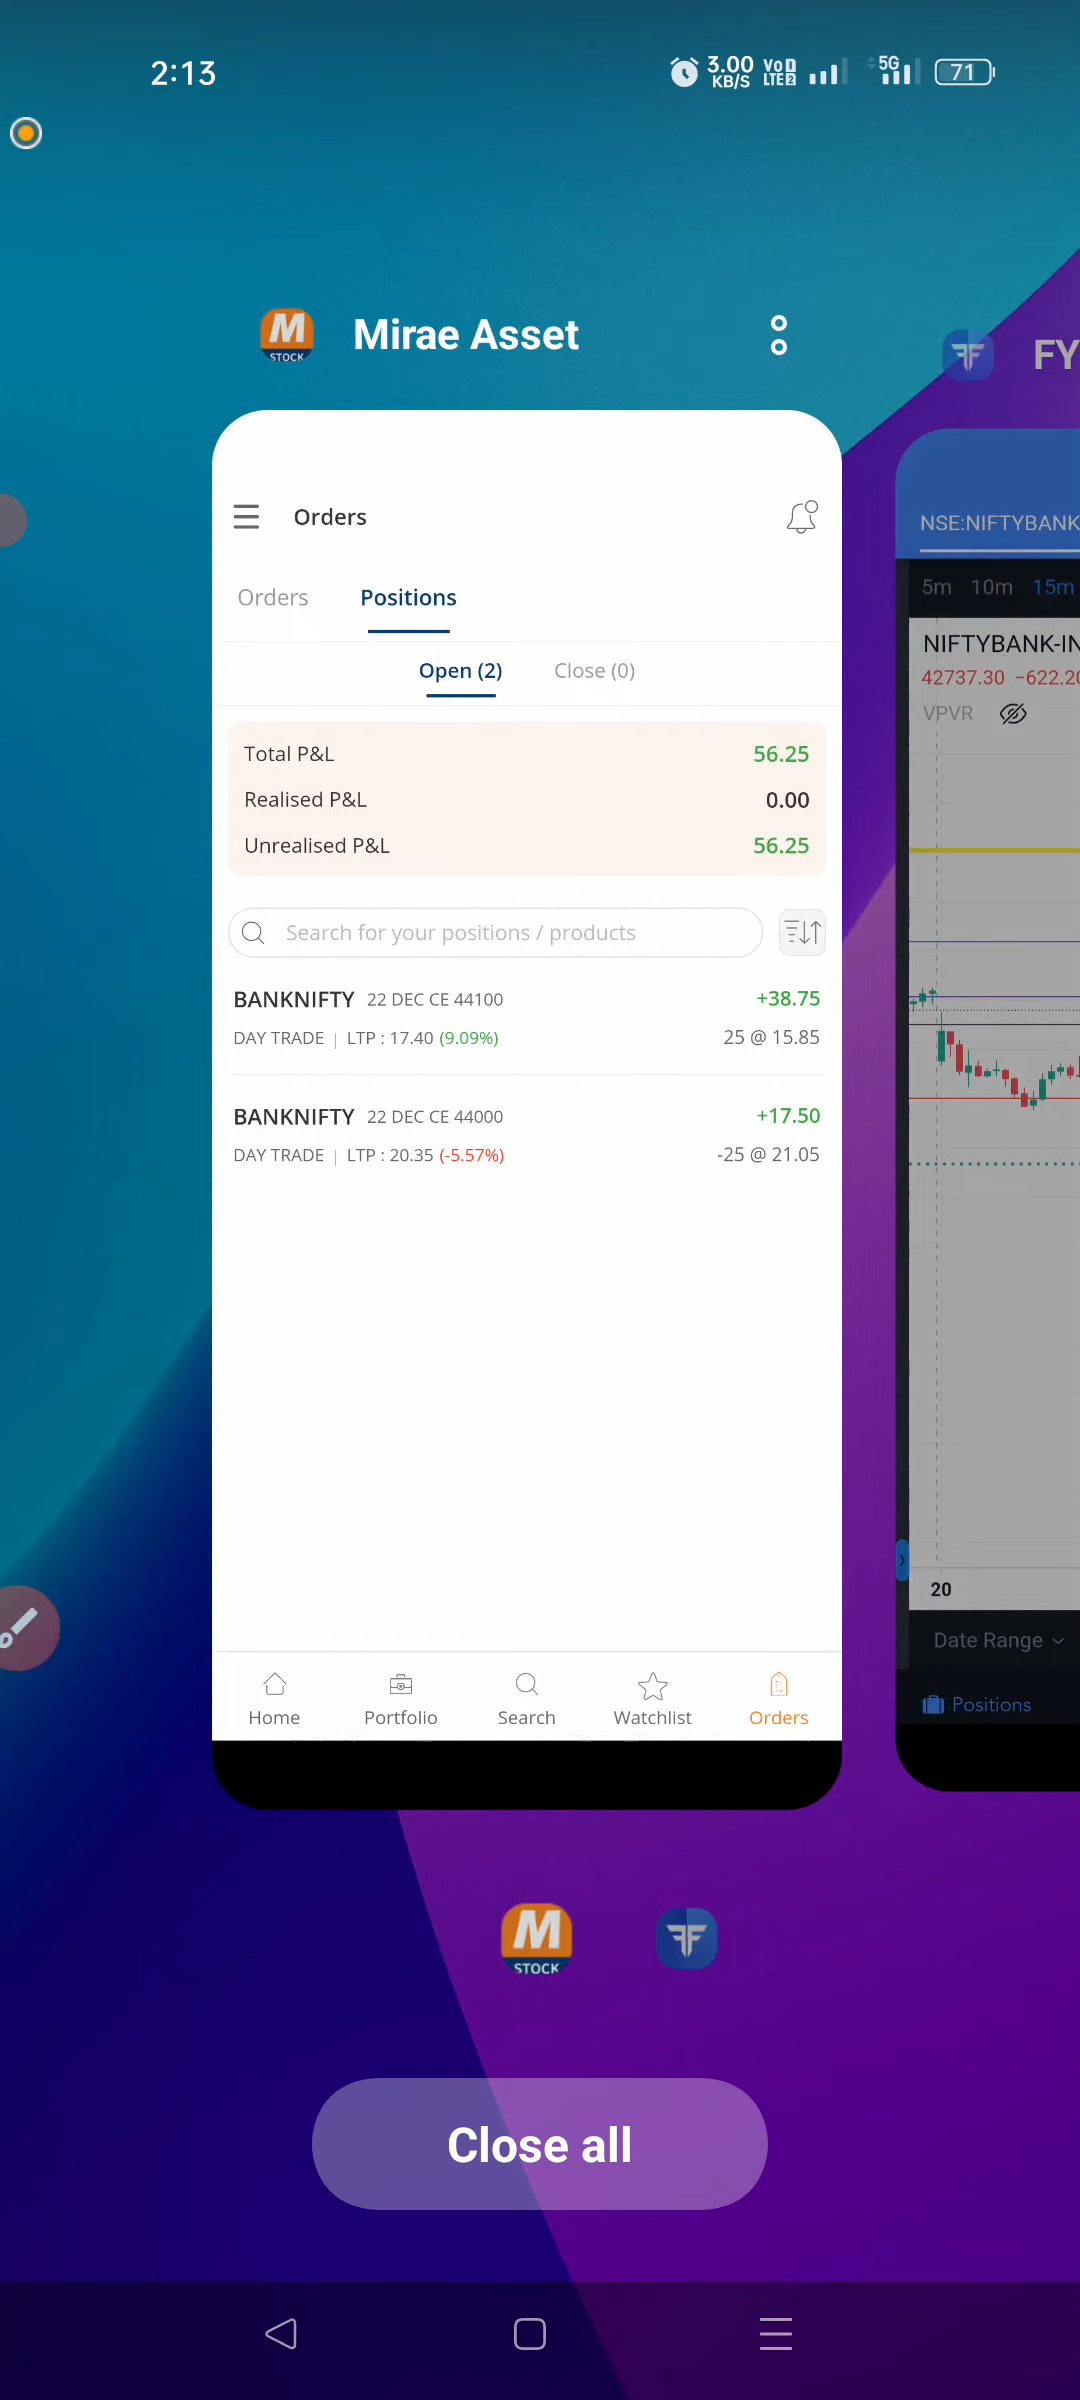 2:13
3.00 KB/S
Vo 1 LTE2
5G
71
M STOCK
Mirae Asset
FY
Orders
Orders
Positions
Open (2)
Close (0)
Total P&L
56.25
Realised P&L
0.00
Unrealised P&L
56.25
Search for your positions / products
BANKNIFTY 22 DEC CE 44100
+38.75
DAY TRADE | LTP : 17.40 (9.09%)
25 @ 15.85
BANKNIFTY 22 DEC CE 44000
+17.50
DAY TRADE | LTP : 20.35 (-5.57%)
-25 @ 21.05
Home
Portfolio
Search
Watchlist
Orders
NSE:NIFTYBANK
5m 10m 15m
NIFTYBANK-IN
42737.30 −622.20
VPVR
20
Date Range
Positions
M STOCK
Close all